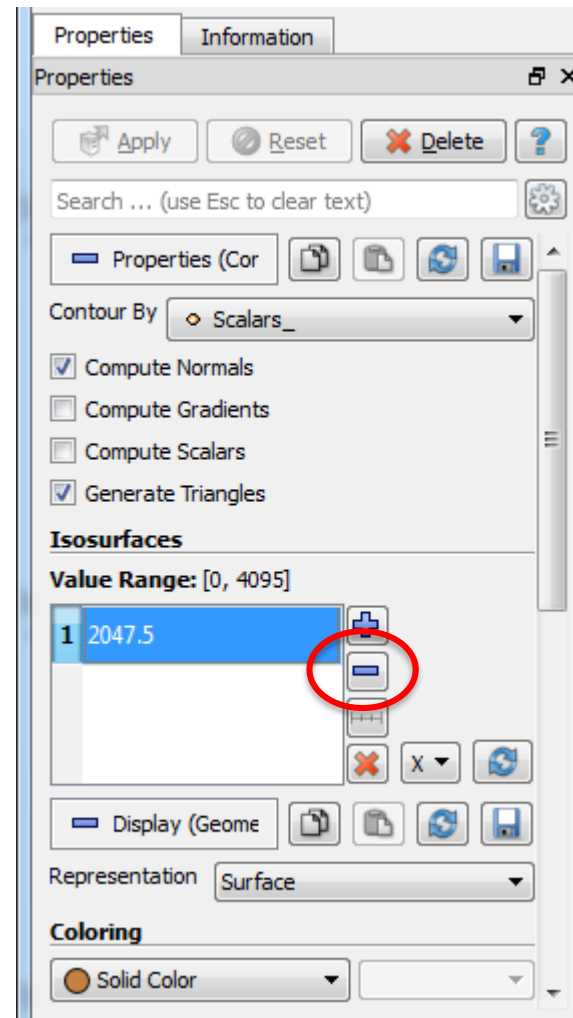 Properties Information
Properties
Apply Reset Delete ?
Search ... (use Esc to clear text)
Properties (Cor
Contour By Scalars_
Compute Normals
Compute Gradients
Compute Scalars
Generate Triangles
Isosurfaces
Value Range: [0, 4095]
1 2047.5
X
Display (Geome
Representation Surface
Coloring
Solid Color